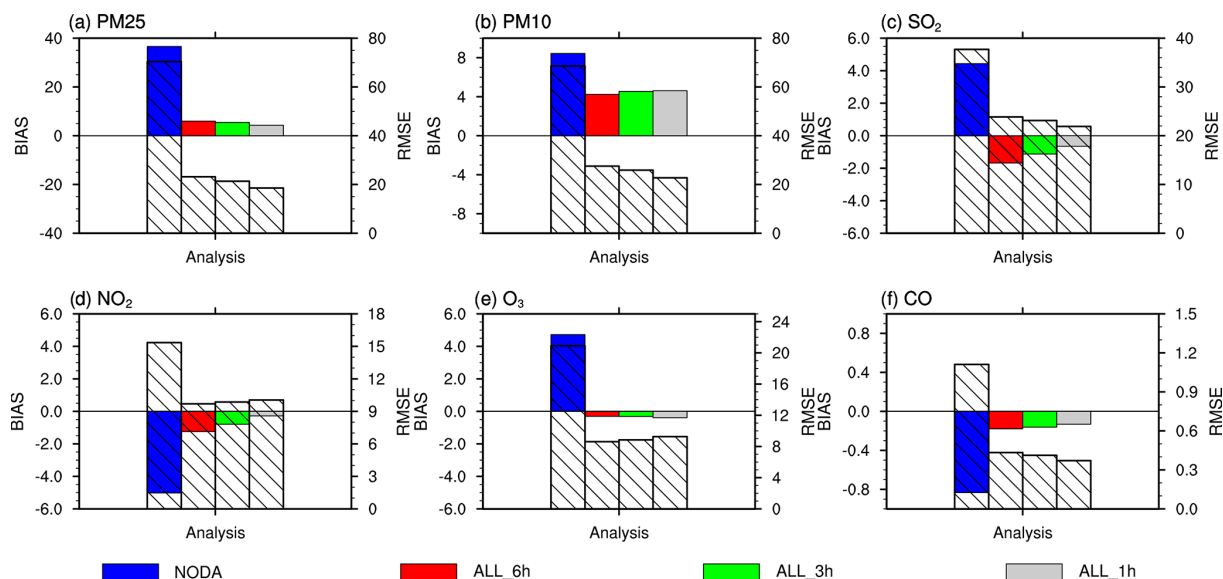 (a) PM25
(b) PM10
(c) SO₂
40
20
0
-20
-40
BIAS
80
60
40
20
0
RMSE
Analysis
8
4
0
-4
-8
BIAS
80
60
40
20
0
RMSE
Analysis
6.0
4.0
2.0
0.0
-2.0
-4.0
-6.0
BIAS
40
30
20
10
0
RMSE
Analysis
(d) NO₂
(e) O₃
(f) CO
6.0
4.0
2.0
0.0
-2.0
-4.0
-6.0
BIAS
18
15
12
9
6
3
0
RMSE
Analysis
6.0
4.0
2.0
0.0
-2.0
-4.0
-6.0
BIAS
24
20
16
12
8
4
0
RMSE
Analysis
0.8
0.4
0.0
-0.4
-0.8
BIAS
1.5
1.2
0.9
0.6
0.3
0.0
RMSE
Analysis
NODA
ALL_6h
ALL_3h
ALL_1h